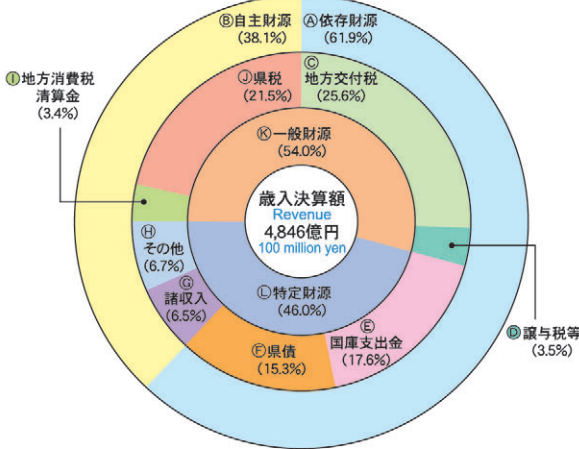 Ⓑ自主財源
(38.1%)
Ⓐ依存財源
(61.9%)
Ⓒ
地方交付税
(25.6%)
Ⓙ県税
(21.5%)
Ⓘ地方消費税
清算金
(3.4%)
Ⓚ一般財源
(54.0%)
歳入決算額
Revenue
4,846億円
100 million yen
Ⓗ
その他
(6.7%)
Ⓖ
諸収入
(6.5%)
Ⓛ特定財源
(46.0%)
Ⓔ
国庫支出金
(17.6%)
Ⓕ県債
(15.3%)
Ⓓ譲与税等
(3.5%)